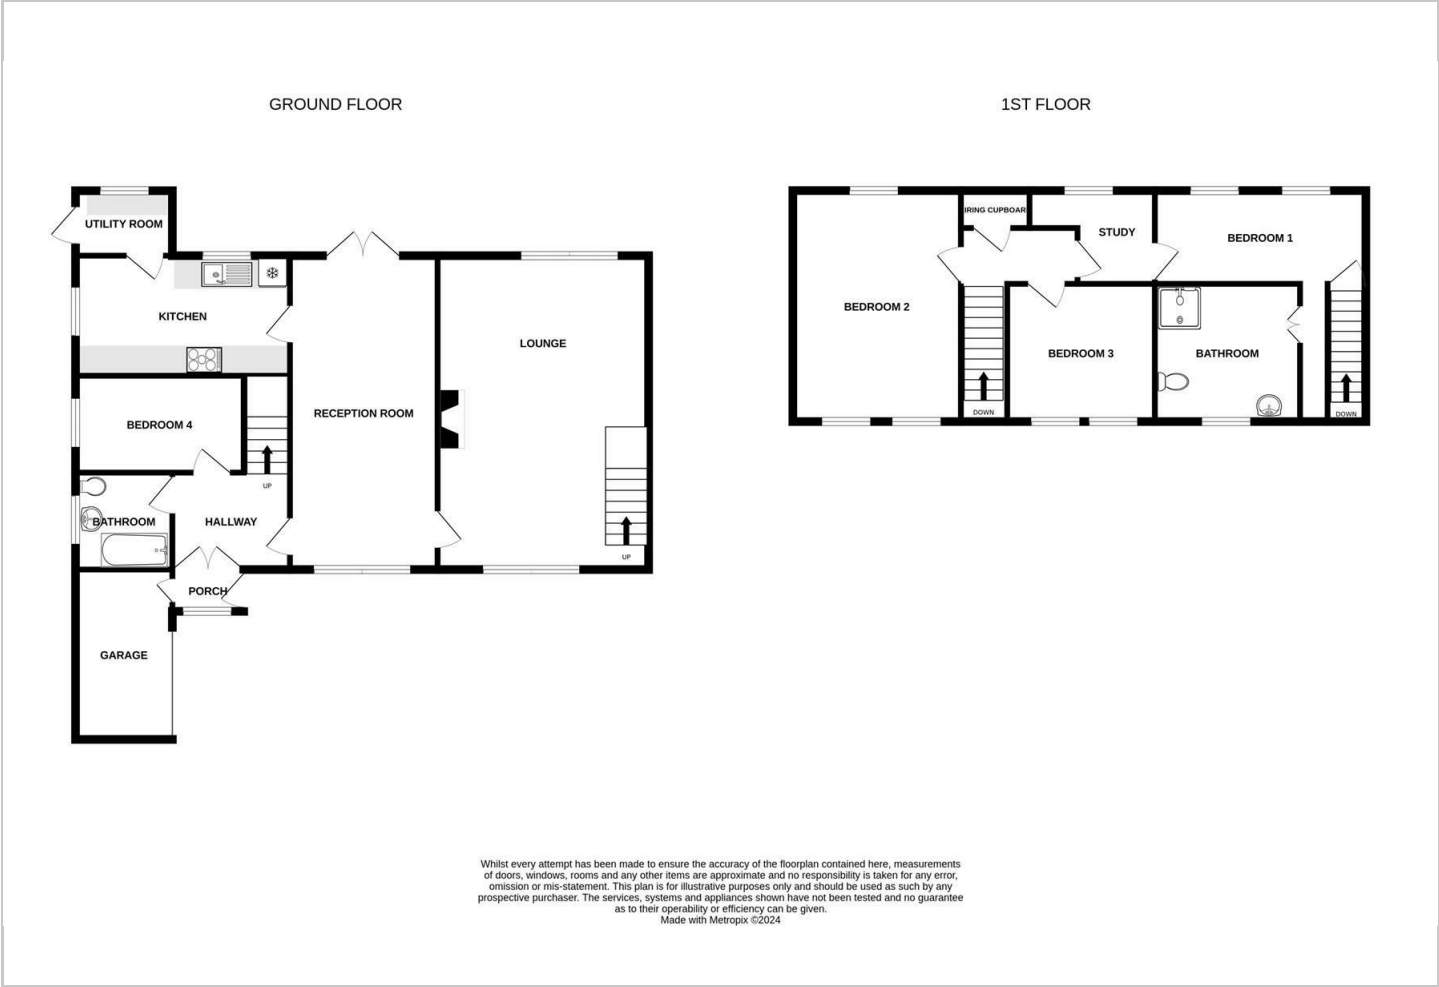 GROUND FLOOR
1ST FLOOR
UTILITY ROOM
KITCHEN
BEDROOM 4
UP
BATHROOM
HALLWAY
PORCH
GARAGE
RECEPTION ROOM
LOUNGE
UP
IRING CUPBOAR
STUDY
BEDROOM 1
BEDROOM 2
BEDROOM 3
BATHROOM
DOWN
DOWN
Whilst every attempt has been made to ensure the accuracy of the floorplan contained here, measurements
of doors, windows, rooms and any other items are approximate and no responsibility is taken for any error,
omission or mis-statement. This plan is for illustrative purposes only and should be used as such by any
prospective purchaser. The services, systems and appliances shown have not been tested and no guarantee
as to their operability or efficiency can be given.
Made with Metropix ©2024